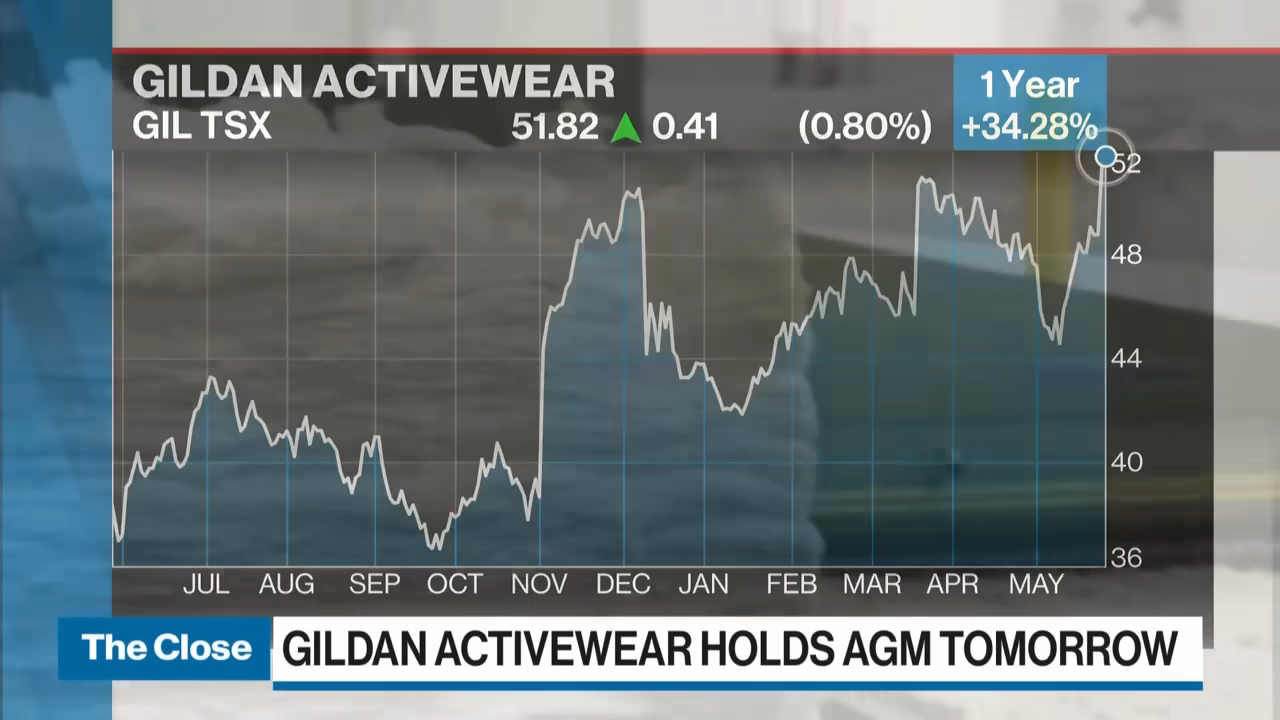 GILDAN ACTIVEWEAR
GIL TSX 51.82 ▲ 0.41 (0.80%)
1 Year
+34.28%
52
48
44
40
36
JUL AUG SEP OCT NOV DEC JAN FEB MAR APR MAY
The Close
GILDAN ACTIVEWEAR HOLDS AGM TOMORROW